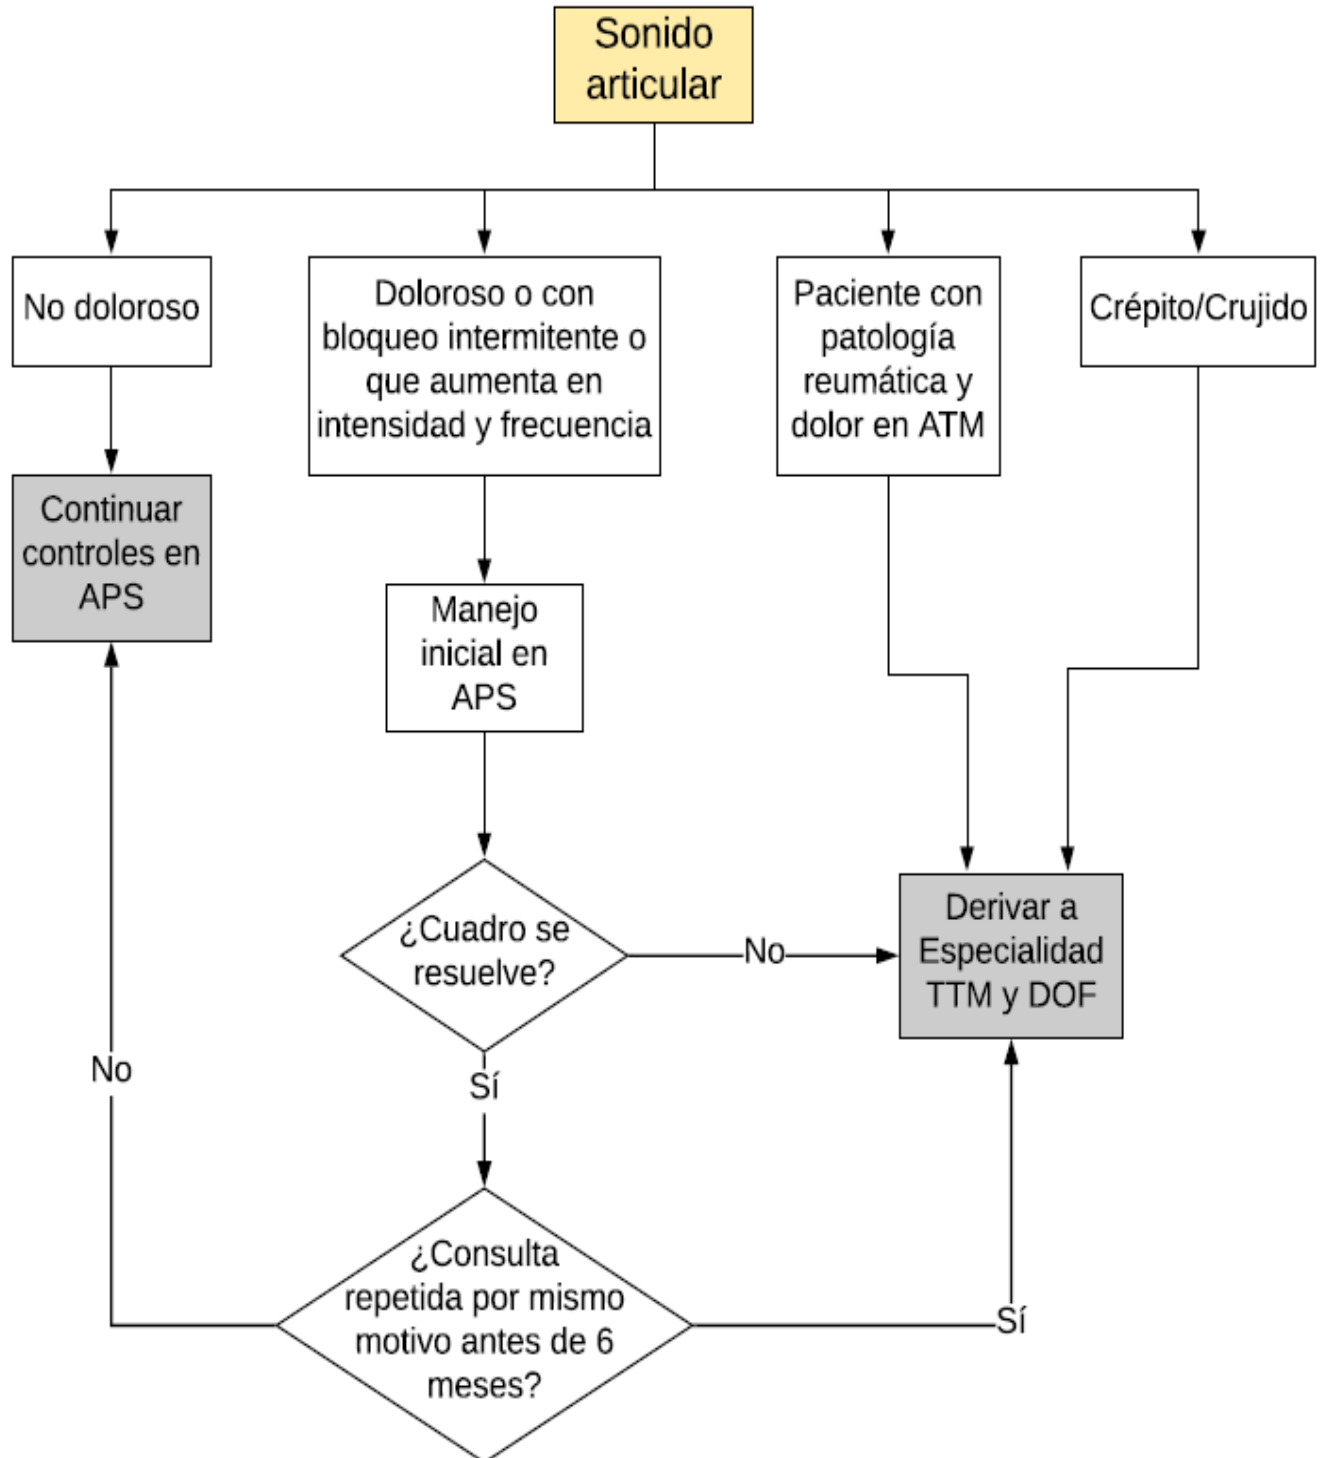 Sonido
articular
No doloroso
Doloroso o con
bloqueo intermitente o
que aumenta en
intensidad y frecuencia
Paciente con
patología
reumática y
dolor en ATM
Crépito/Crujido
Continuar
controles en
APS
Manejo
inicial en
APS
¿Cuadro se
resuelve?
No
Derivar a
Especialidad
TTM y DOF
No
Sí
¿Consulta
repetida por mismo
motivo antes de 6
meses?
Sí